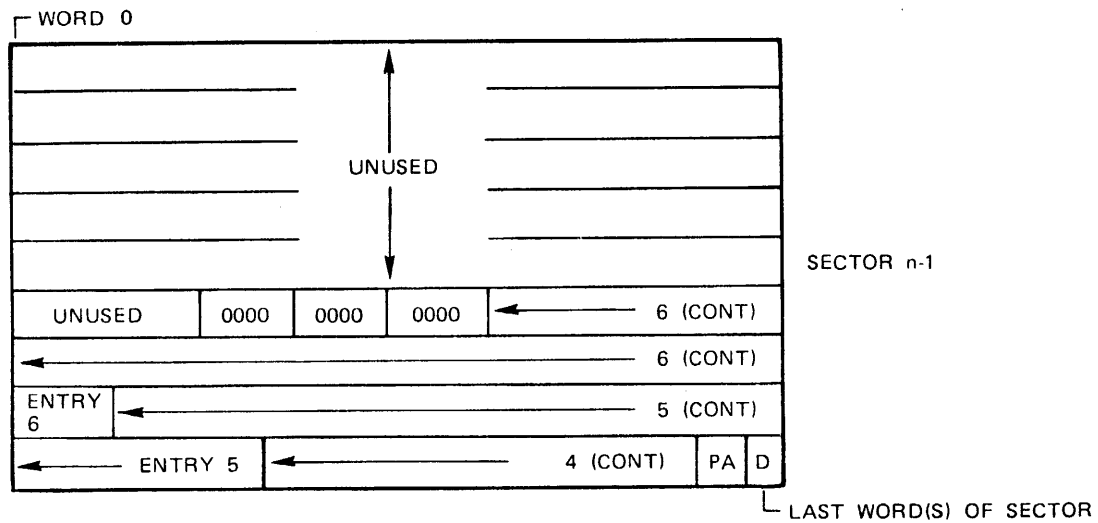 WORD 0
UNUSED
SECTOR n-1
UNUSED 0000 0000 0000 6 (CONT)
6 (CONT)
ENTRY
6
5 (CONT)
ENTRY 5 4 (CONT) PA D
LAST WORD(S) OF SECTOR